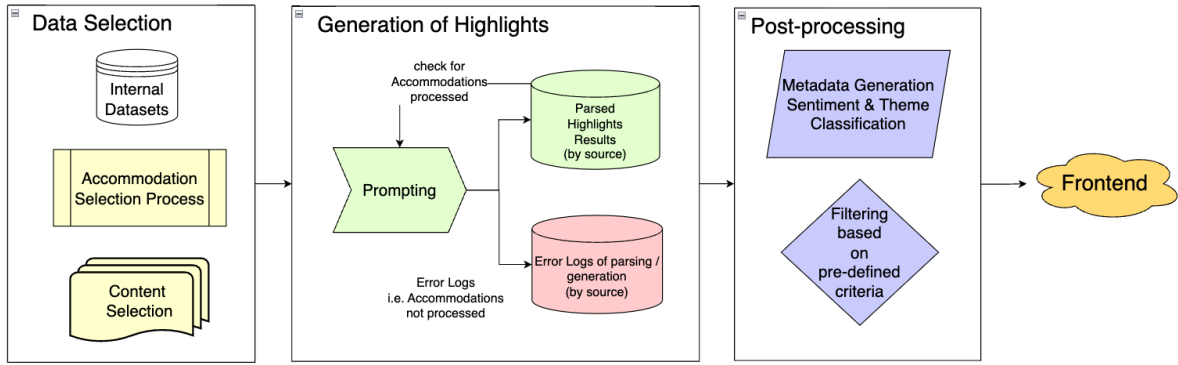 Data Selection
Internal
Datasets
Accommodation
Selection Process
Content
Selection
Generation of Highlights
check for
Accommodations
processed
Parsed
Highlights
Results
(by source)
Prompting
Error Logs of parsing /
generation
(by source)
Error Logs
i.e. Accommodations
not processed
Post-processing
Metadata Generation
Sentiment & Theme
Classification
Filtering
based
on
pre-defined
criteria
Frontend